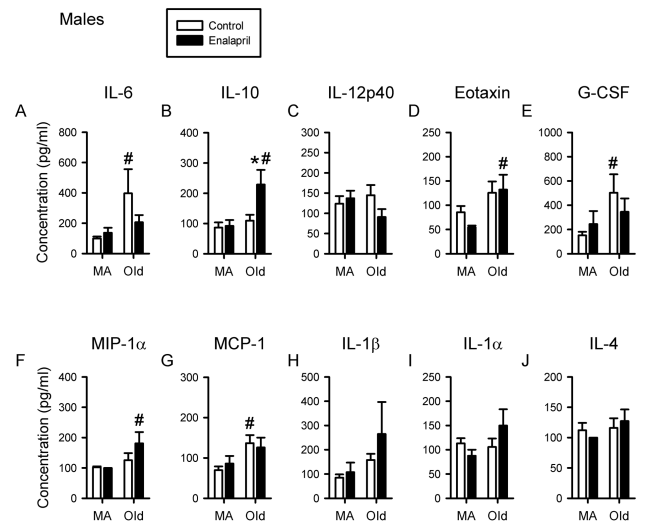 Males
Control
Enalapril
IL-6
IL-10
IL-12p40
Eotaxin
G-CSF
A
B
C
D
E
Concentration (pg/ml)
800
600
400
200
0
#
MA Old
400
300
200
100
0
*#
MA Old
300
250
200
150
100
50
0
MA Old
250
200
150
100
50
0
#
MA Old
1000
800
600
400
200
0
#
MA Old
MIP-1α
MCP-1
IL-1β
IL-1α
IL-4
F
G
H
I
J
Concentration (pg/ml)
400
300
200
100
0
#
MA Old
300
200
100
0
#
MA Old
500
400
300
200
100
0
MA Old
250
200
150
100
50
0
MA Old
200
150
100
50
0
MA Old